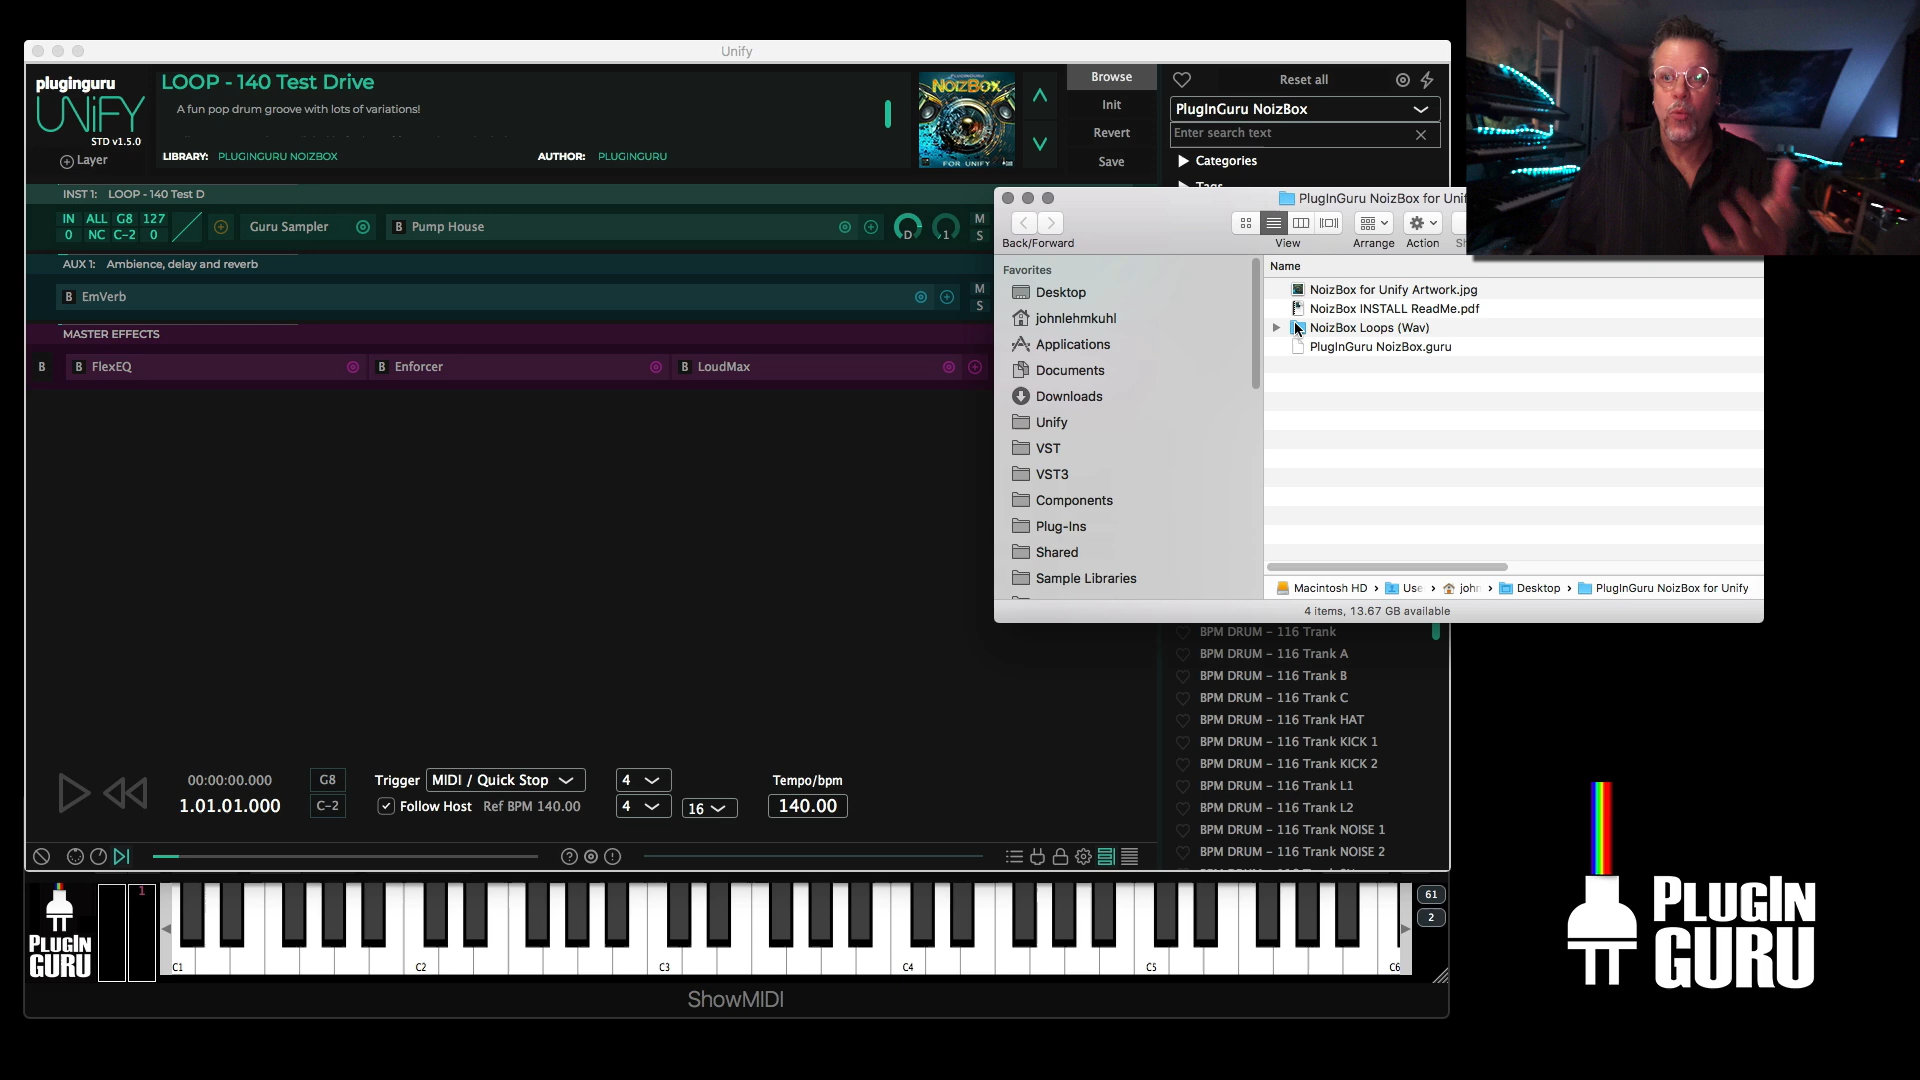 Unify
pluginguru
UNiFY
STD v1.5.0
Layer
LOOP - 140 Test Drive
A fun pop drum groove with lots of variations!
LIBRARY: PLUGINGURU NOIZBOX
AUTHOR: PLUGINGURU
NOIZBOX
FOR UNIFY
Browse
Init
Revert
Save
Reset all
PlugInGuru NoizBox
Enter search text
Categories
Tags
INST 1: LOOP - 140 Test D
IN ALL G8 127
0 NC C-2 0
Guru Sampler
B Pump House
D
1
M
S
AUX 1: Ambience, delay and reverb
B EmVerb
M
S
MASTER EFFECTS
B
B FlexEQ
B Enforcer
B LoudMax
PlugInGuru NoizBox for Unif
Back/Forward
View
Arrange
Action
Favorites
Desktop
johnlehmkuhl
Applications
Documents
Downloads
Unify
VST
VST3
Components
Plug-Ins
Shared
Sample Libraries
Name
NoizBox for Unify Artwork.jpg
NoizBox INSTALL ReadMe.pdf
NoizBox Loops (Wav)
PlugInGuru NoizBox.guru
Macintosh HD › Use › john › Desktop › PlugInGuru NoizBox for Unify
4 items, 13.67 GB available
BPM DRUM - 116 Trank
BPM DRUM - 116 Trank A
BPM DRUM - 116 Trank B
BPM DRUM - 116 Trank C
BPM DRUM - 116 Trank HAT
BPM DRUM - 116 Trank KICK 1
BPM DRUM - 116 Trank KICK 2
BPM DRUM - 116 Trank L1
BPM DRUM - 116 Trank L2
BPM DRUM - 116 Trank NOISE 1
BPM DRUM - 116 Trank NOISE 2
00:00:00.000
1.01.01.000
G8
C-2
Trigger MIDI / Quick Stop
Follow Host Ref BPM 140.00
4
4
16
Tempo/bpm
140.00
1
PLUGIN
GURU
C1
C2
C3
C4
C5
C6
61
2
ShowMIDI
PLUGIN
GURU